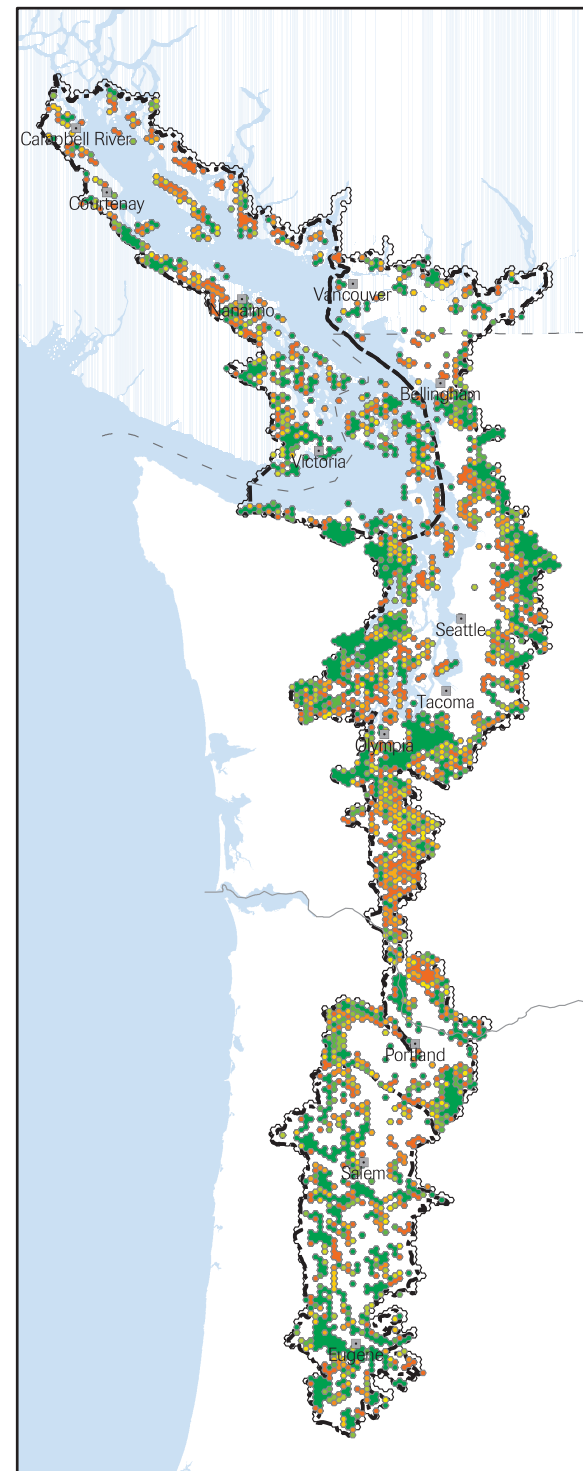 Campbell River
Courtenay
Vancouver
Nanaimo
Bellingham
Victoria
Seattle
Tacoma
Olympia
Portland
Salem
Eugene